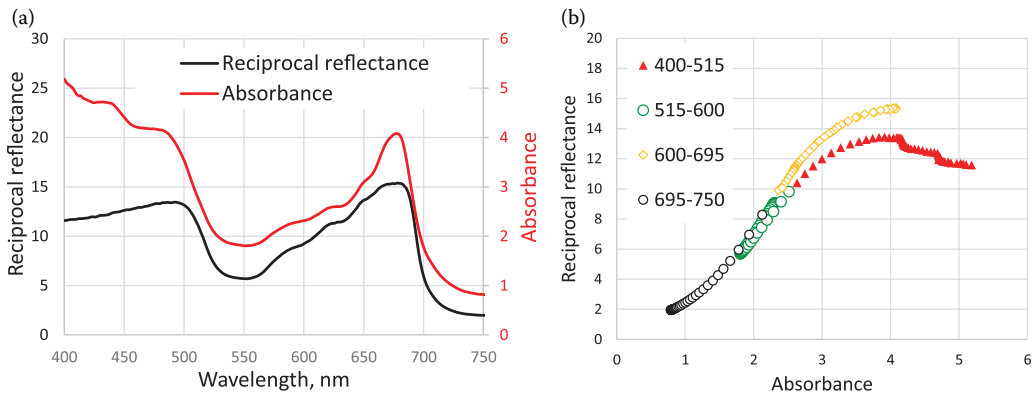 (a)
30
25
20
15
10
5
0
Reciprocal reflectance
6
5
4
3
2
1
0
Absorbance
Reciprocal reflectance
Absorbance
400 450 500 550 600 650 700 750
Wavelength, nm
(b)
20
18
16
14
12
10
8
6
4
2
0
Reciprocal reflectance
400-515
515-600
600-695
695-750
0 1 2 3 4 5 6
Absorbance